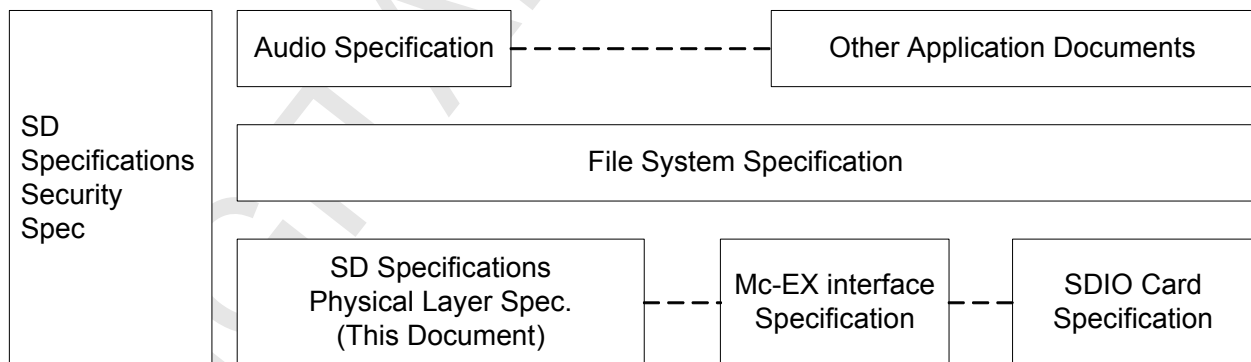 SD
Specifications
Security
Spec
Audio Specification
Other Application Documents
File System Specification
SD Specifications
Physical Layer Spec.
(This Document)
Mc-EX interface
Specification
SDIO Card
Specification